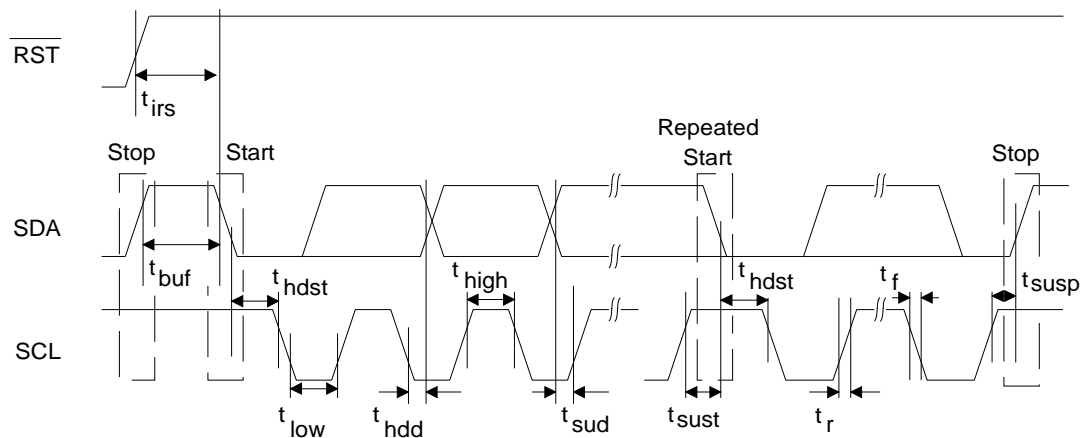 RST
t irs
Repeated
Stop Start Start Stop
SDA
t buf t hdst t high t hdst t f t susp
SCL
t low t hdd t sud t sust t r